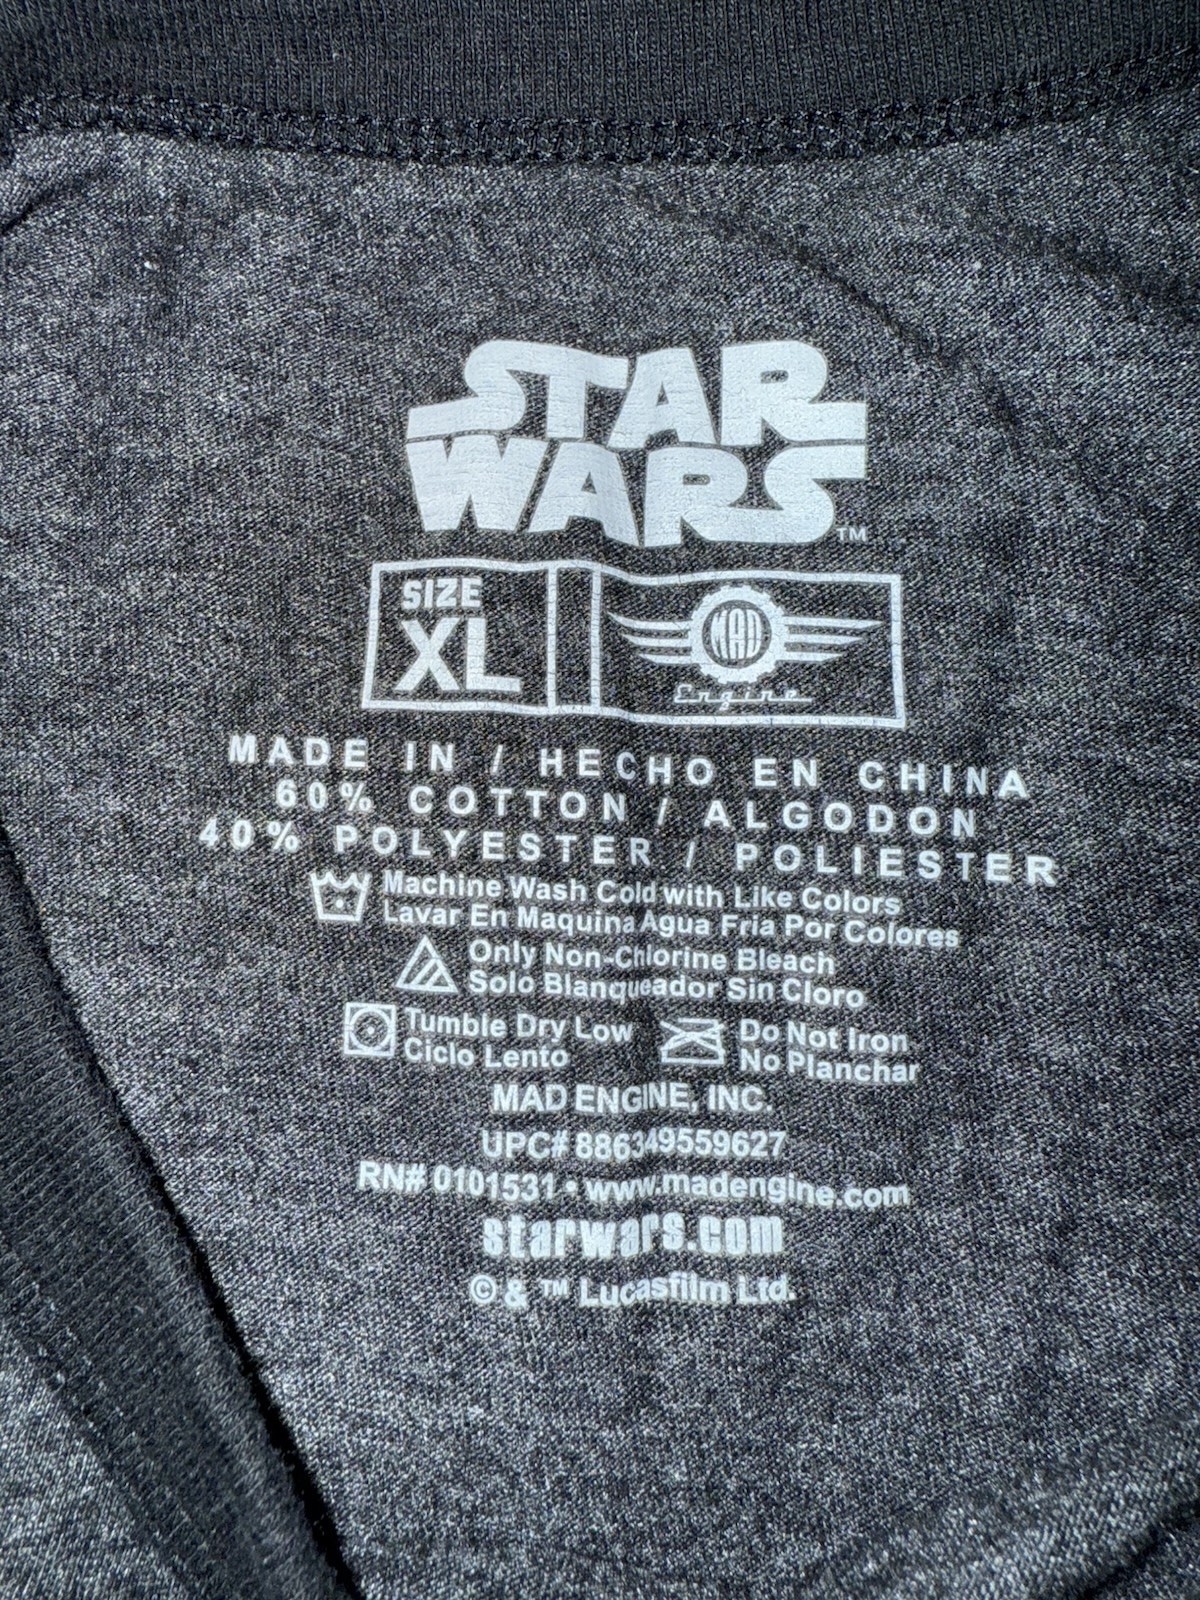 STAR
WARS
TM
SIZE
XL
MAD
Engine
MADE IN / HECHO EN CHINA
60% COTTON / ALGODON
40% POLYESTER / POLIESTER
Machine Wash Cold with Like Colors
Lavar En Maquina Agua Fria Por Colores
Only Non-Chlorine Bleach
Solo Blanqueador Sin Cloro
Tumble Dry Low
Ciclo Lento
Do Not Iron
No Planchar
MAD ENGINE, INC.
UPC# 886349559627
RN# 0101531 • www.madengine.com
starwars.com
© & ™ Lucasfilm Ltd.